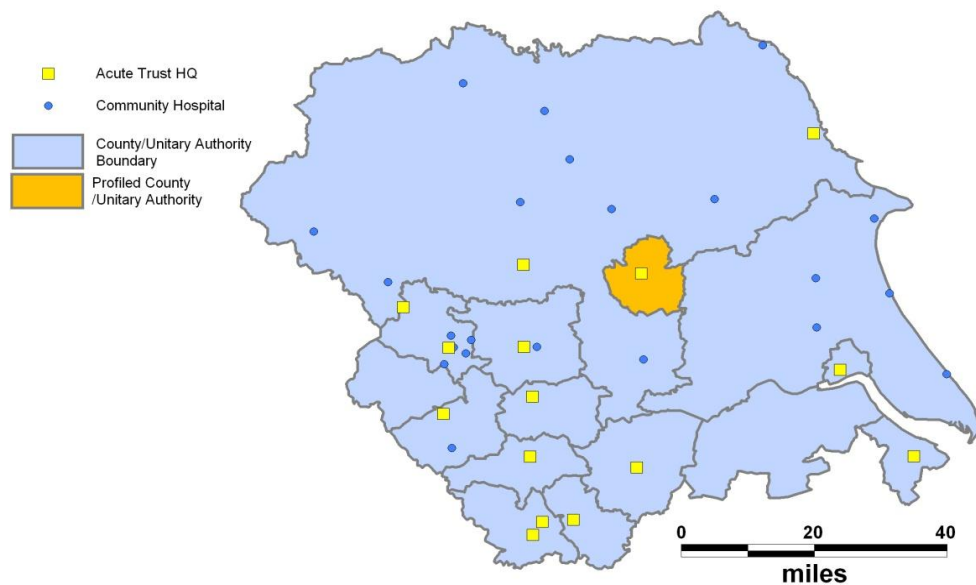 Acute Trust HQ
Community Hospital
County/Unitary Authority
Boundary
Profiled County
/Unitary Authority
0 20 40
miles